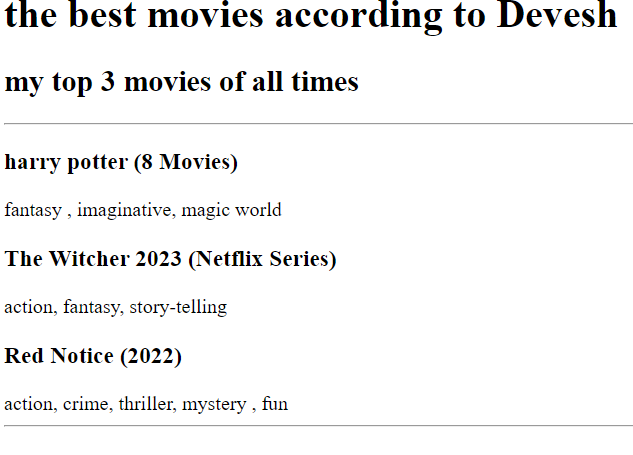 the best movies according to Devesh
my top 3 movies of all times
harry potter (8 Movies)
fantasy , imaginative, magic world
The Witcher 2023 (Netflix Series)
action, fantasy, story-telling
Red Notice (2022)
action, crime, thriller, mystery , fun